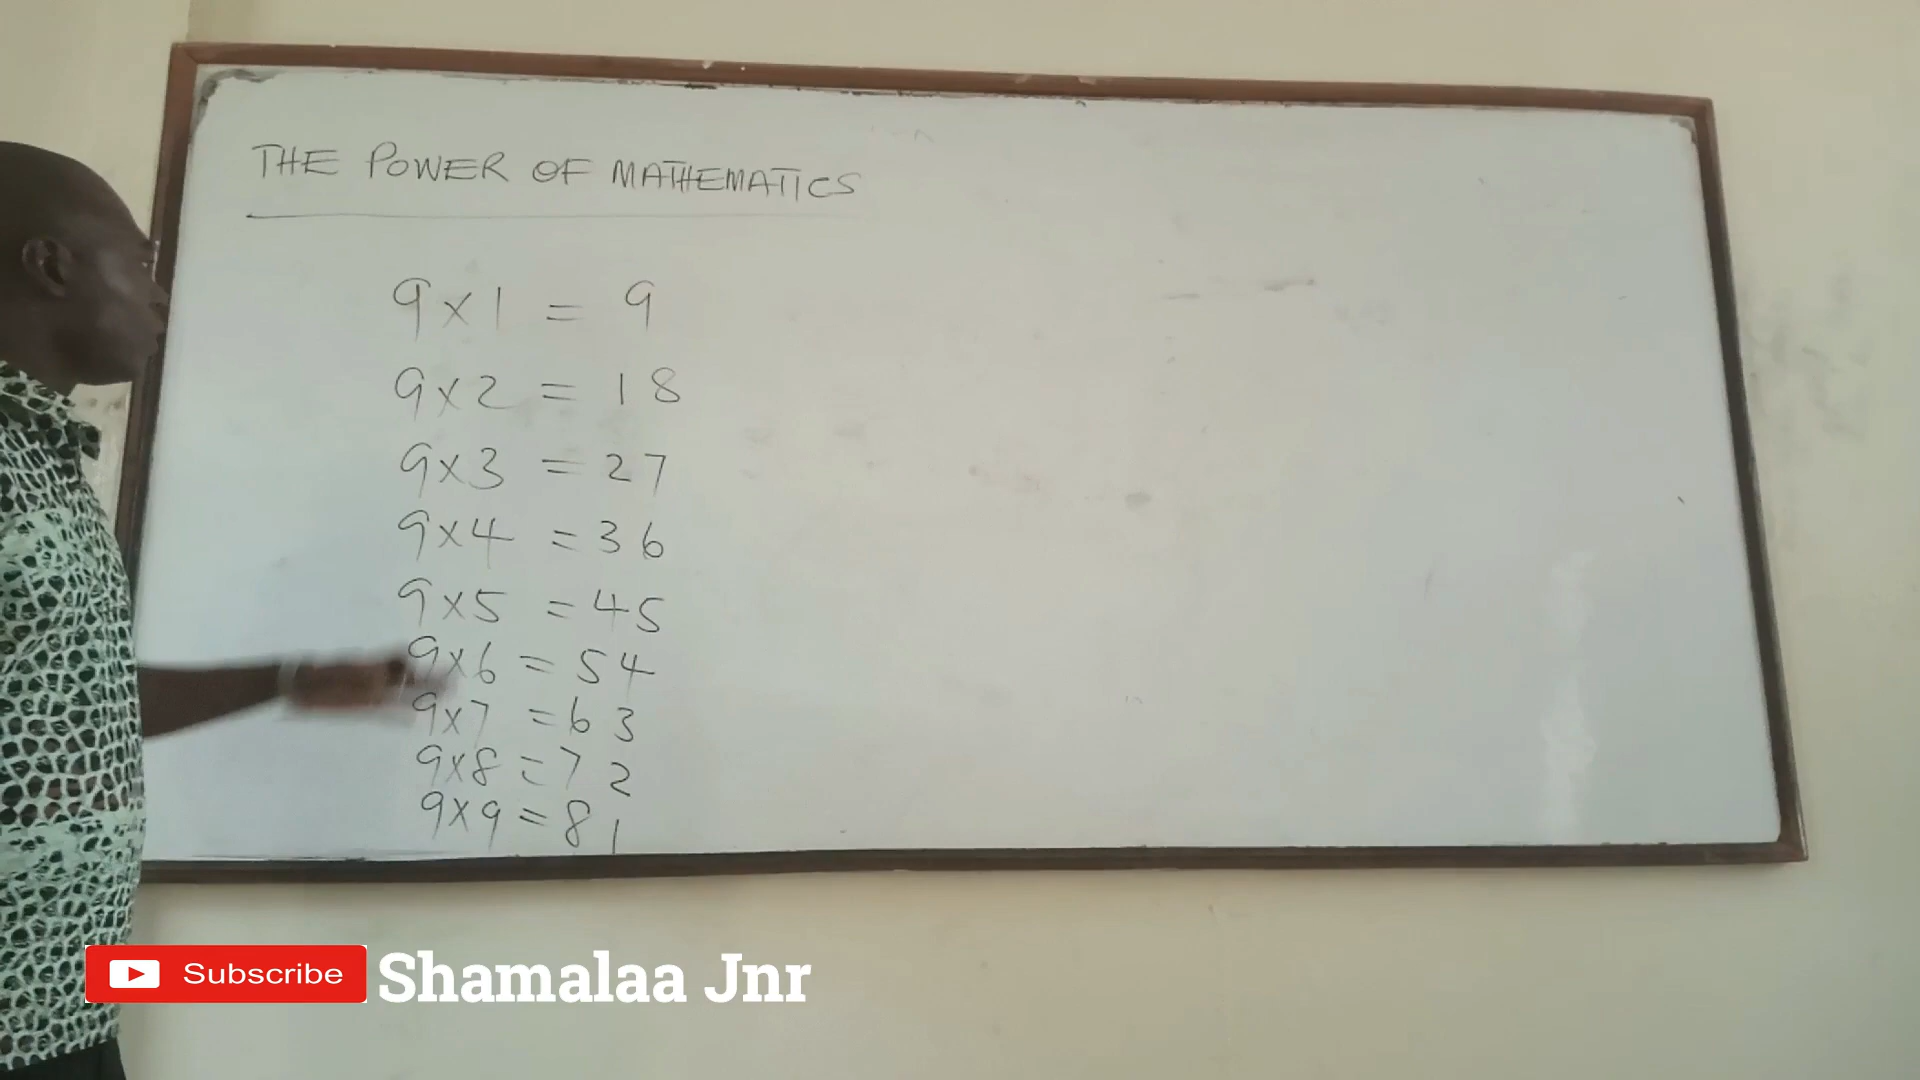 THE POWER OF MATHEMATICS
9x1 = 9
9x2 = 18
9x3 = 27
9x4 = 36
9x5 = 45
9x6 = 54
9x7 = 63
9x8 = 72
9x9 = 81
Subscribe Shamalaa Jnr